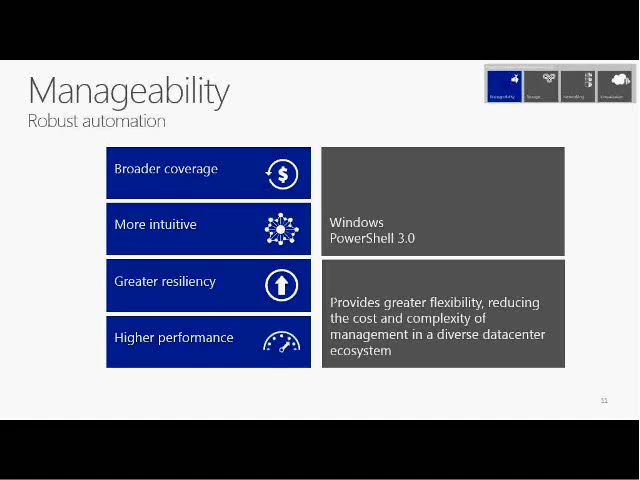 Manageability
Robust automation
Broader coverage
More intuitive
Greater resiliency
Higher performance
Windows
PowerShell 3.0
Provides greater flexibility, reducing
the cost and complexity of
management in a diverse datacenter
ecosystem